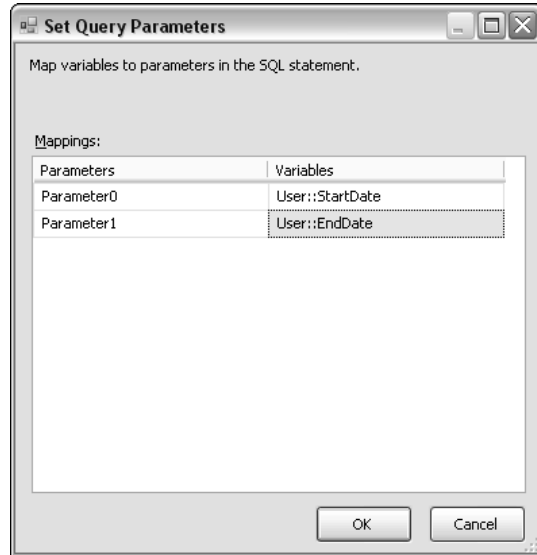 Set Query Parameters
Map variables to parameters in the SQL statement.
Mappings:
Parameters Variables
Parameter0 User::StartDate
Parameter1 User::EndDate
OK Cancel